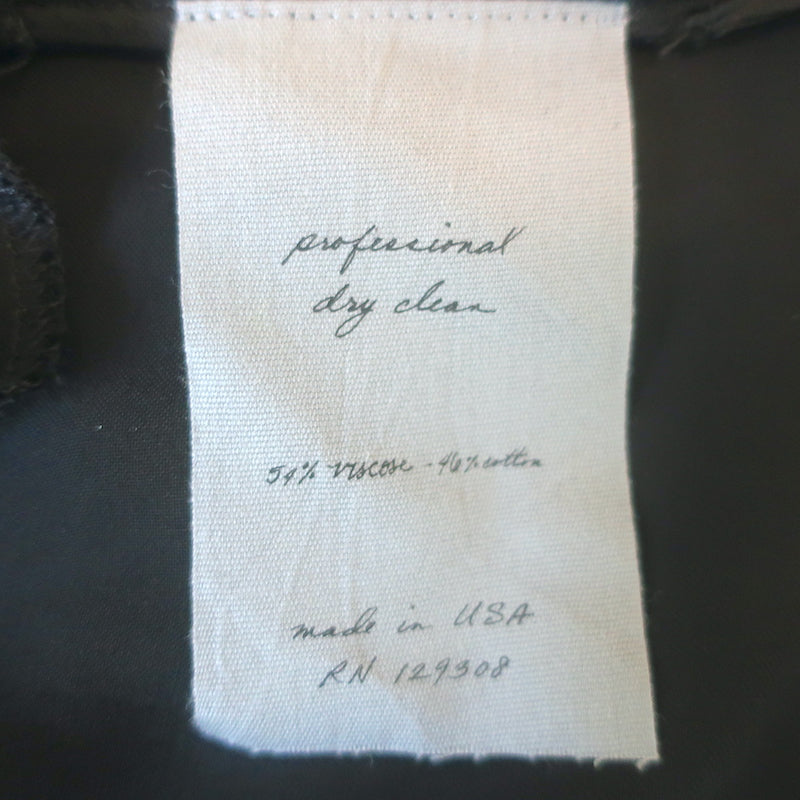 professional
dry clean
54% viscose - 46% cotton
made in USA
RN 129308